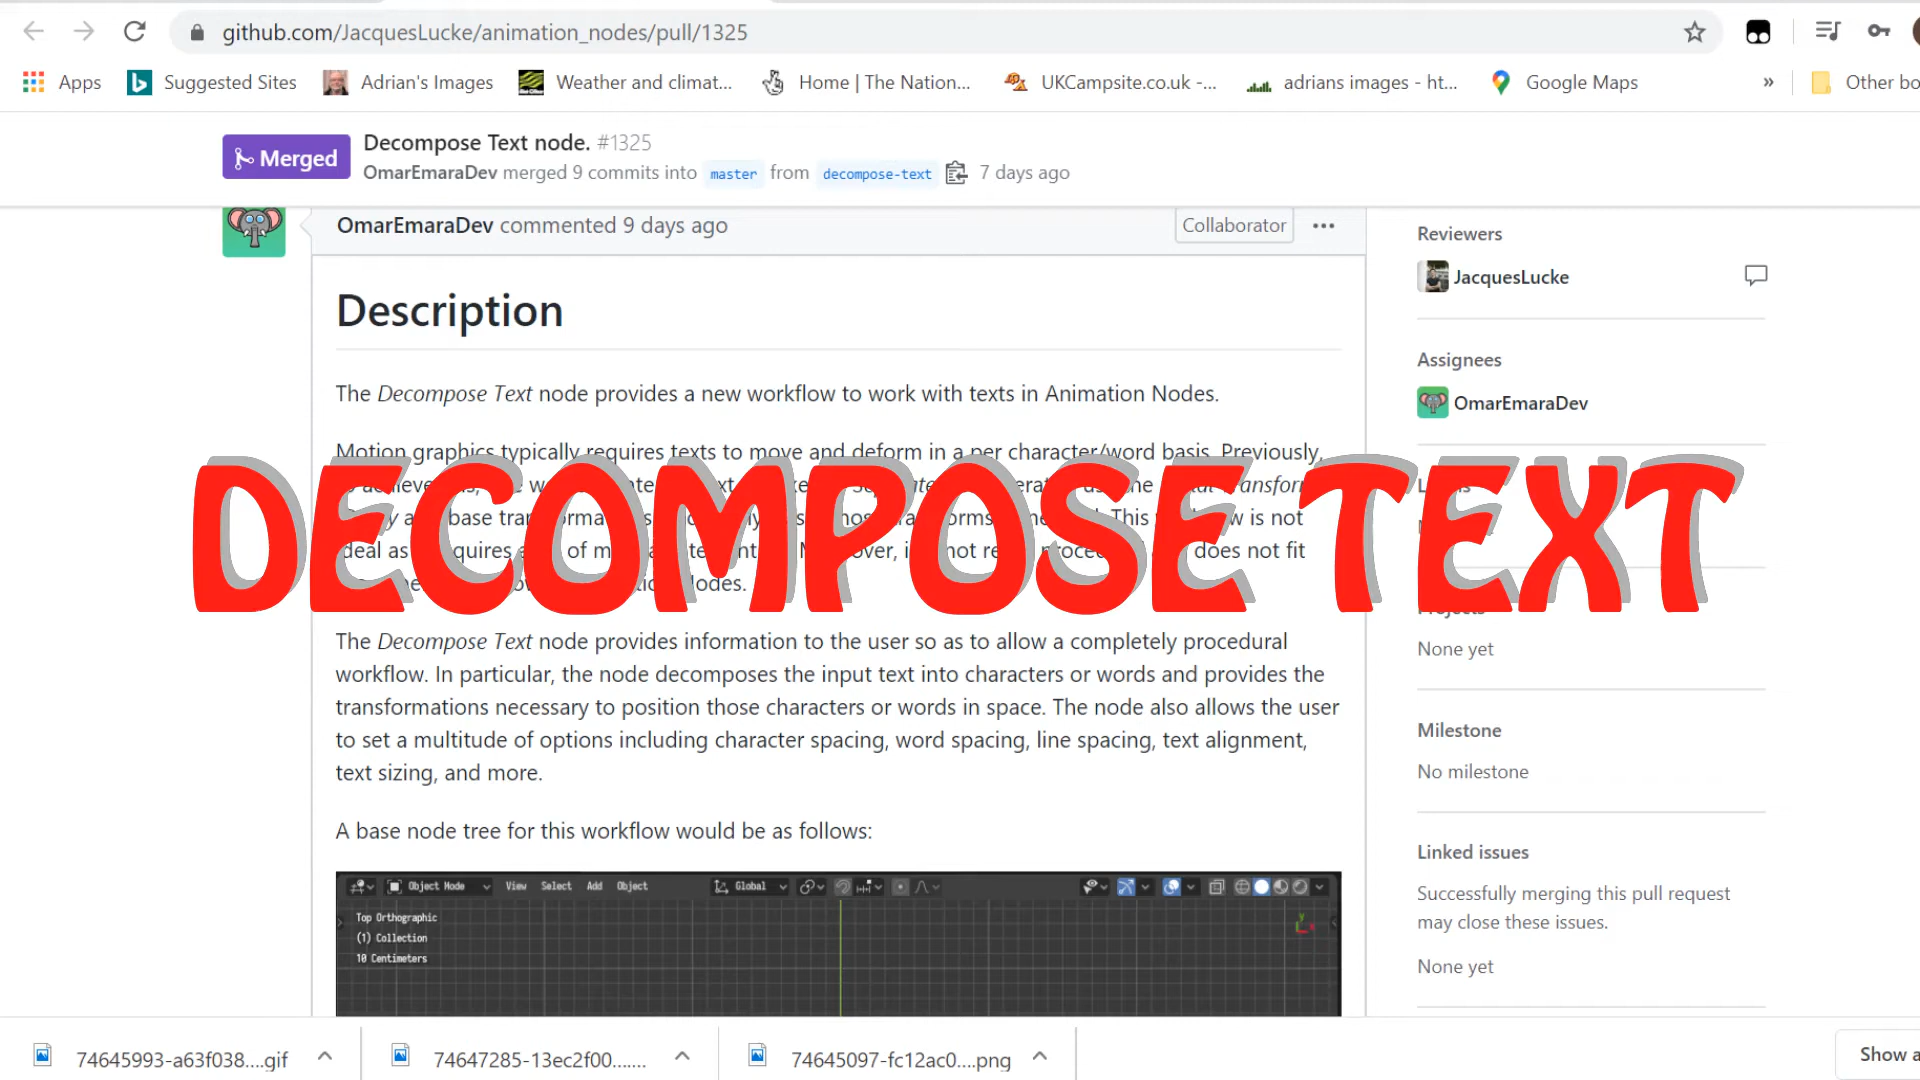 github.com/JacquesLucke/animation_nodes/pull/1325
Apps Suggested Sites Adrian's Images Weather and climat... Home | The Nation... UKCampsite.co.uk -... adrians images - ht... Google Maps » Other bo
Merged
Decompose Text node. #1325
OmarEmaraDev merged 9 commits into master from decompose-text 7 days ago
OmarEmaraDev commented 9 days ago Collaborator
Description
The Decompose Text node provides a new workflow to work with texts in Animation Nodes.
Motion graphics typically requires texts to move and deform in a per character/word basis. Previously,
DECOMPOSE TEXT
This is not
does not fit
The Decompose Text node provides information to the user so as to allow a completely procedural
workflow. In particular, the node decomposes the input text into characters or words and provides the
transformations necessary to position those characters or words in space. The node also allows the user
to set a multitude of options including character spacing, word spacing, line spacing, text alignment,
text sizing, and more.
A base node tree for this workflow would be as follows:
Object Mode View Select Add Object Global
Top Orthographic
(1) Collection
10 Centimeters
Reviewers
JacquesLucke
Assignees
OmarEmaraDev
Projects
None yet
Milestone
No milestone
Linked issues
Successfully merging this pull request
may close these issues.
None yet
74645993-a63f038....gif
74647285-13ec2f00.......
74645097-fc12ac0....png
Show a